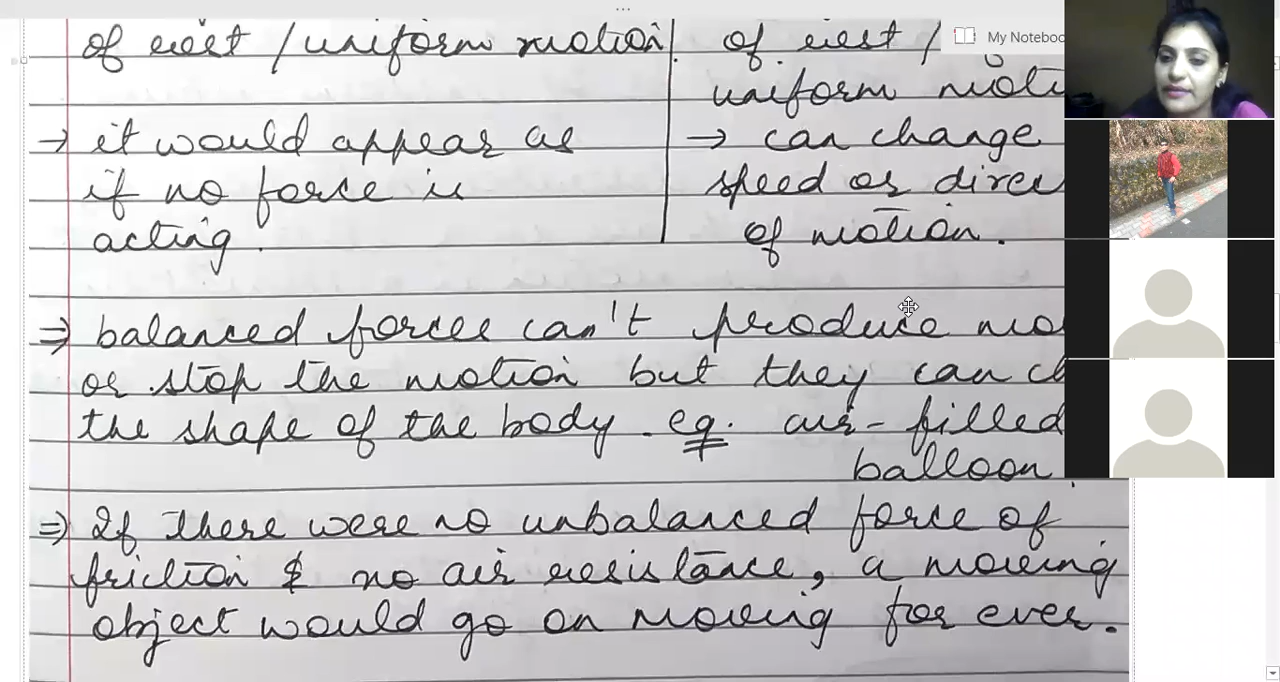 of rest / uniform motion
of rest /
uniform moti
My Noteboo
→ it would appear as
if no force is
acting.
→ can change
speed or direc
of motion.
⇒ balanced forces can't produce mo
or stop the motion but they can ch
the shape of the body. eg. air-filled
balloon.
⇒ If there were no unbalanced force of
friction & no air resistance, a moving
object would go on moving for ever.